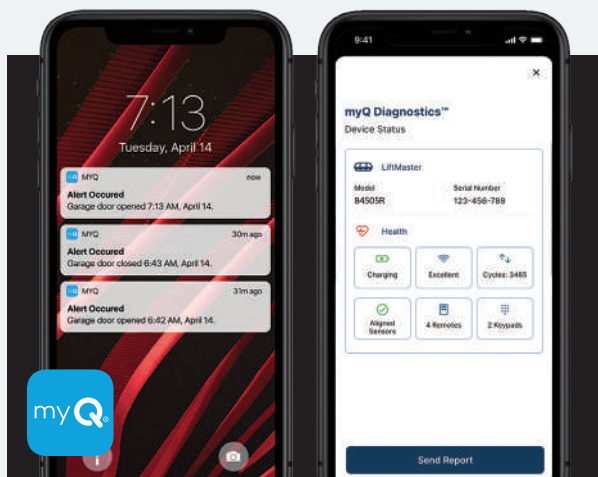 7:13
Tuesday, April 14
MYQ now
Alert Occured
Garage door opened 7:13 AM, April 14.
MYQ 30m ago
Alert Occured
Garage door closed 6:43 AM, April 14.
MYQ 31m ago
Alert Occured
Garage door opened 6:42 AM, April 14.
myQ
9:41
myQ Diagnostics™
Device Status
LiftMaster
Model Serial Number
84505R 123-456-789
Health
Charging Excellent Cycles: 3465
Aligned Sensors 4 Remotes 2 Keypads
Send Report